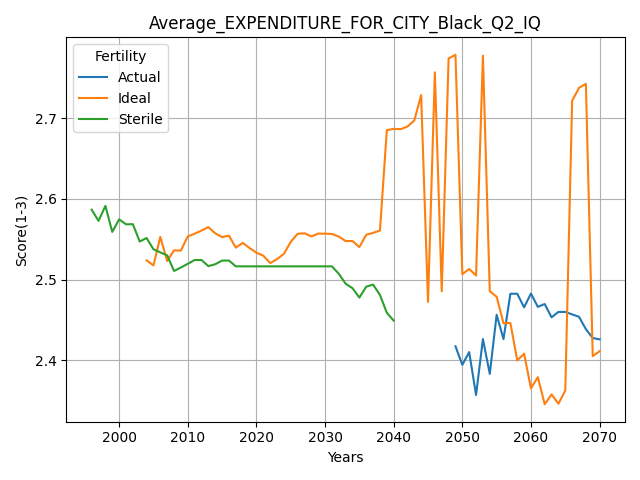 Average_EXPENDITURE_FOR_CITY_Black_Q2_IQ
Fertility
Actual
Ideal
Sterile
Score(1-3)
2.7
2.6
2.5
2.4
2000 2010 2020 2030 2040 2050 2060 2070
Years